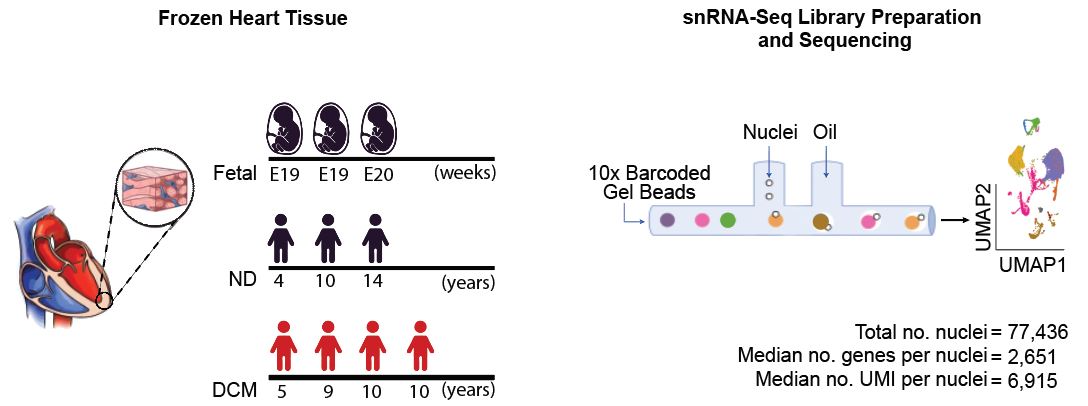 Frozen Heart Tissue
Fetal E19 E19 E20 (weeks)
ND 4 10 14 (years)
DCM 5 9 10 10 (years)
snRNA-Seq Library Preparation
and Sequencing
Nuclei Oil
10x Barcoded
Gel Beads
UMAP2
UMAP1
Total no. nuclei = 77,436
Median no. genes per nuclei = 2,651
Median no. UMI per nuclei = 6,915